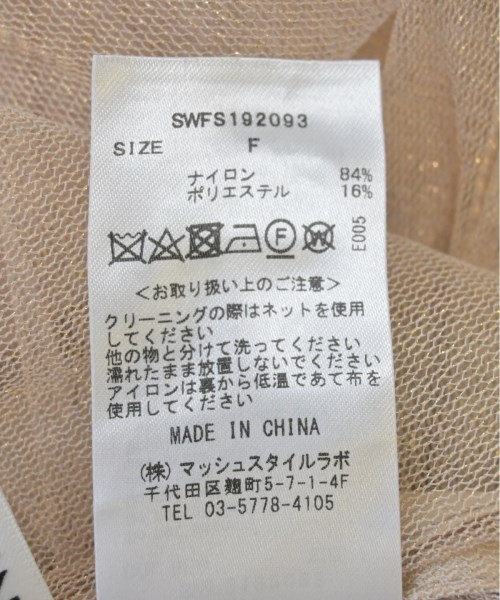 SWFS192093
SIZE F
ナイロン 84%
ポリエステル 16%
F W E005
<お取り扱い上のご注意>
クリーニングの際はネットを使用
してください
他の物と分けて洗ってください
濡れたまま放置しないでください
アイロンは裏から低温であて布を
使用してください
MADE IN CHINA
(株)マッシュスタイルラボ
千代田区麹町5-7-1-4F
TEL 03-5778-4105